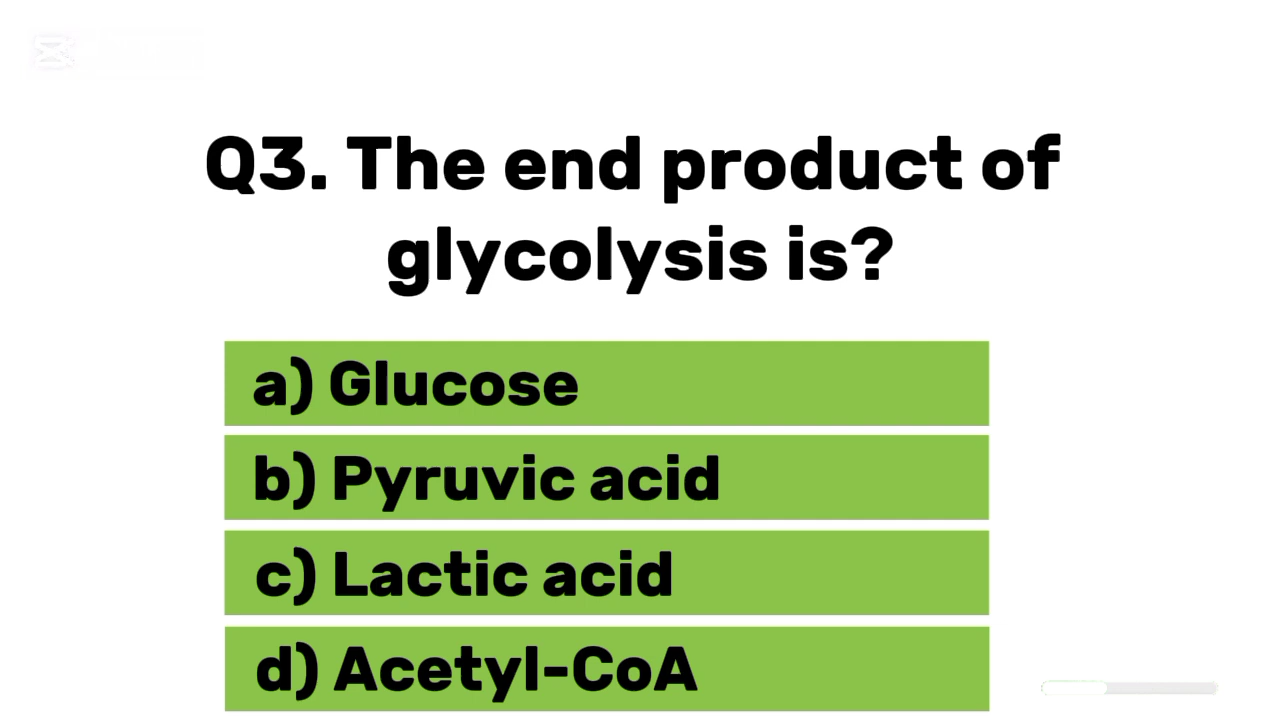 Q3. The end product of
glycolysis is?
a) Glucose
b) Pyruvic acid
c) Lactic acid
d) Acetyl-CoA